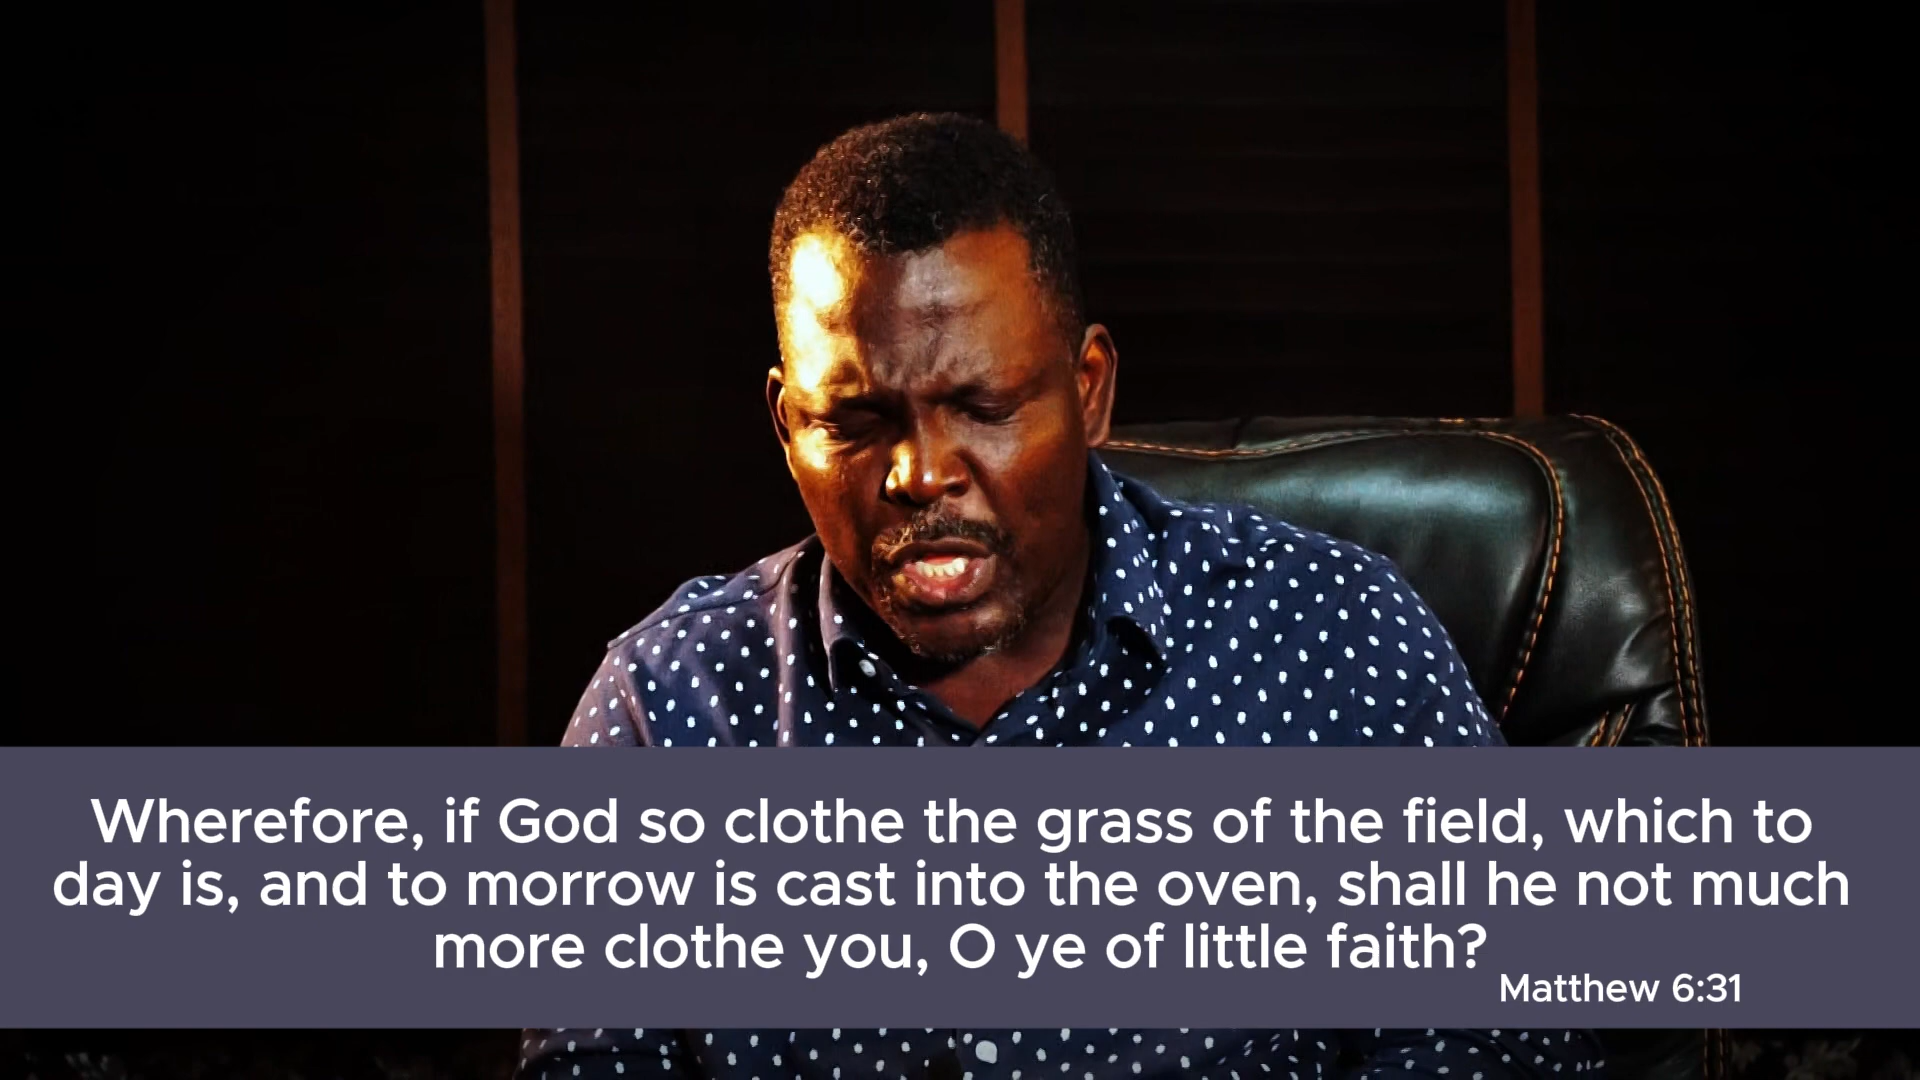 Wherefore, if God so clothe the grass of the field, which to
day is, and to morrow is cast into the oven, shall he not much
more clothe you, O ye of little faith?
Matthew 6:31